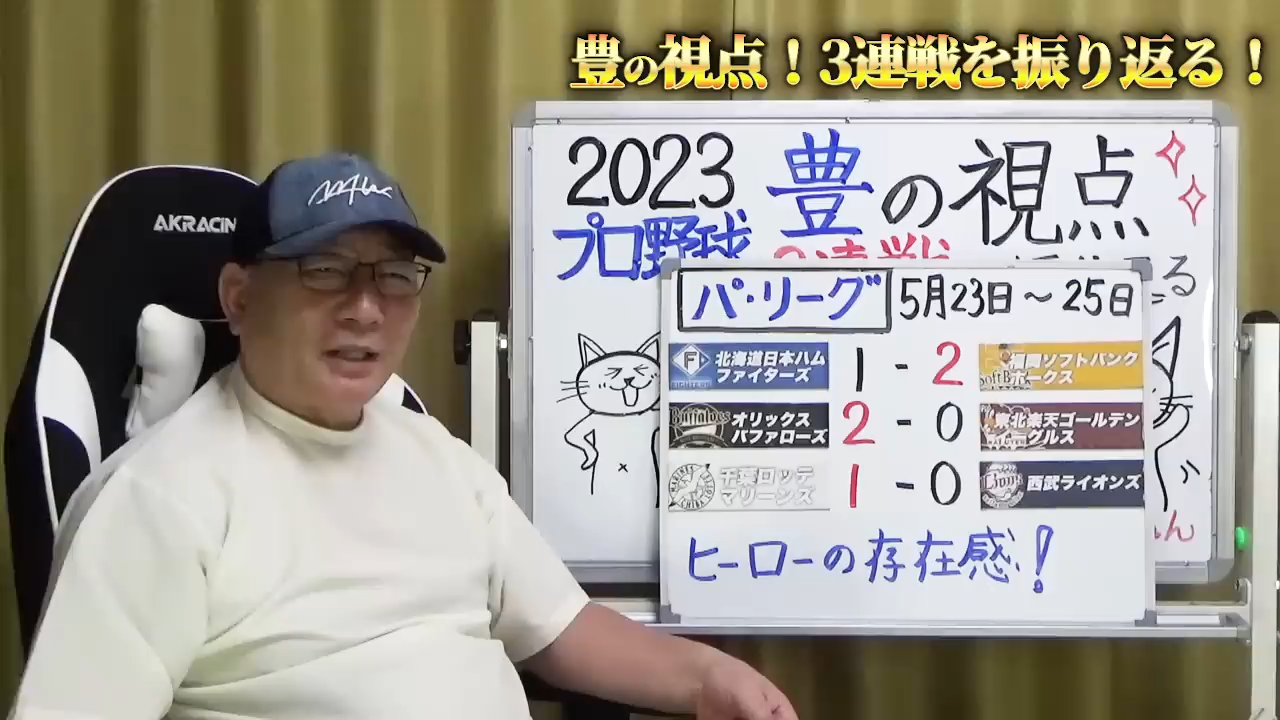 豊の視点！3連戦を振り返る！
2023 豊の視点
プロ野球
AKRACIN
パ・リーグ 5月23日～25日
北海道日本ハム
ファイターズ
FIGHTERS
1 - 2
福岡ソフトバンク
ークス
オリックス
バファローズ
Buffaloes
2 - 0
東北楽天ゴールデン
ーグルス
千葉ロッテ
マリーンズ
1 - 0
Lions
西武ライオンズ
ヒーローの存在感！